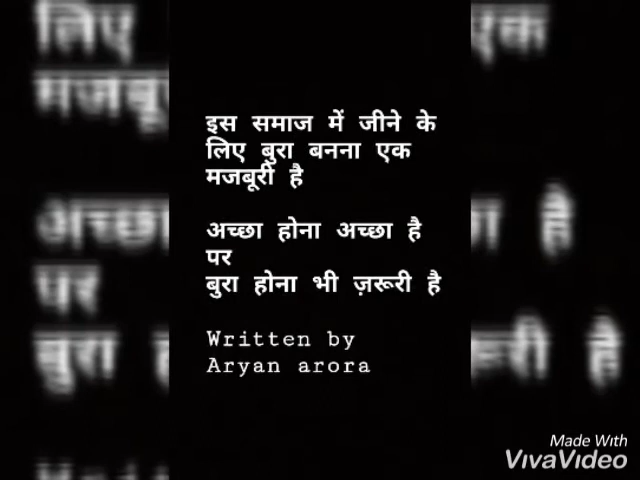 इस समाज में जीने के
लिए बुरा बनना एक
मजबूरी है
अच्छा होना अच्छा है
पर
बुरा होना भी ज़रूरी है
Written by
Aryan arora
Made With
VivaVideo